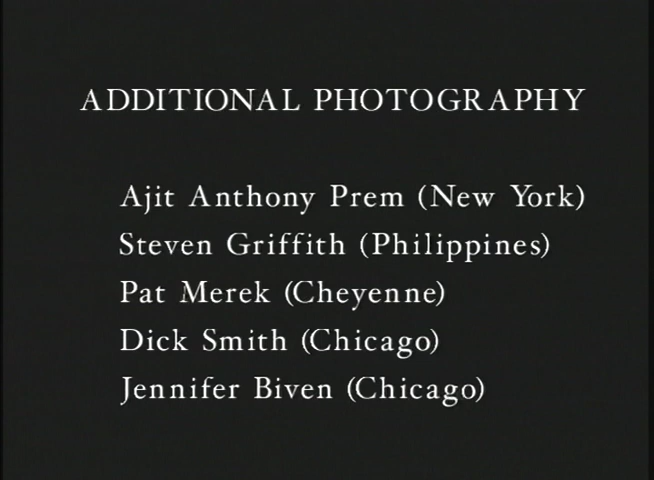 ADDITIONAL PHOTOGRAPHY
Ajit Anthony Prem (New York)
Steven Griffith (Philippines)
Pat Merek (Cheyenne)
Dick Smith (Chicago)
Jennifer Biven (Chicago)